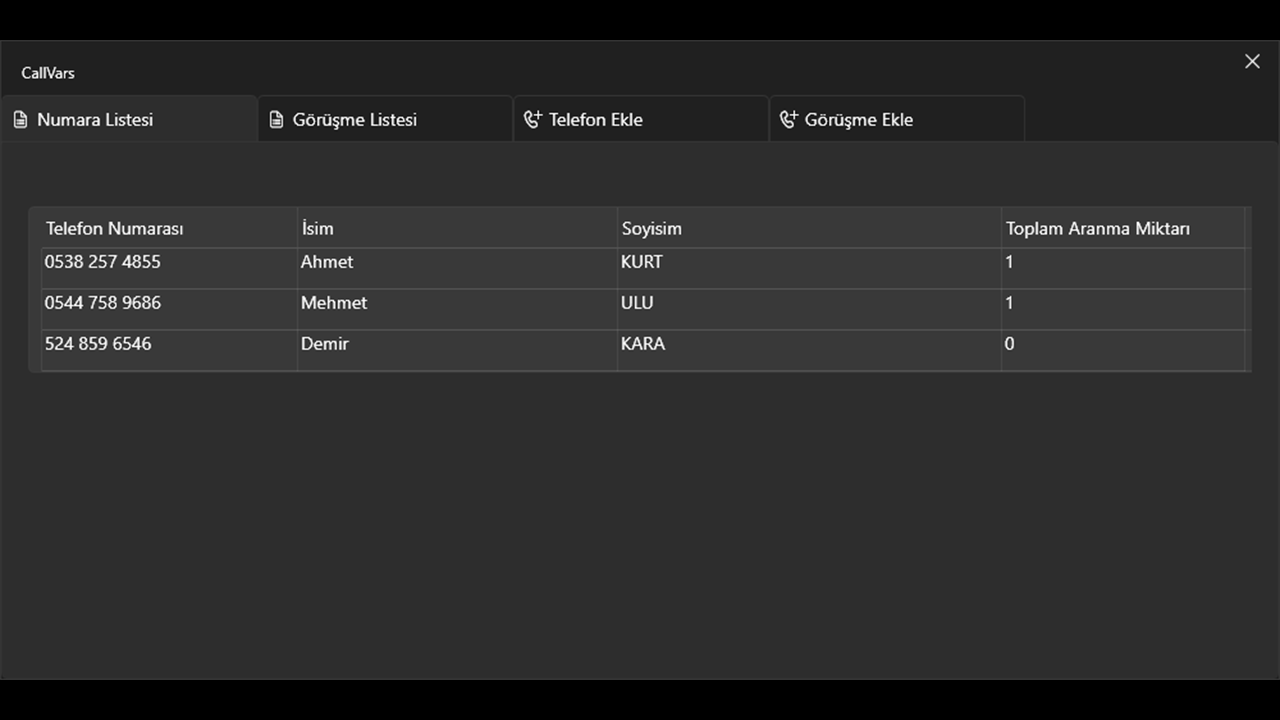 CallVars
Numara Listesi Görüşme Listesi Telefon Ekle Görüşme Ekle
Telefon Numarası İsim Soyisim Toplam Aranma Miktarı
0538 257 4855 Ahmet KURT 1
0544 758 9686 Mehmet ULU 1
524 859 6546 Demir KARA 0